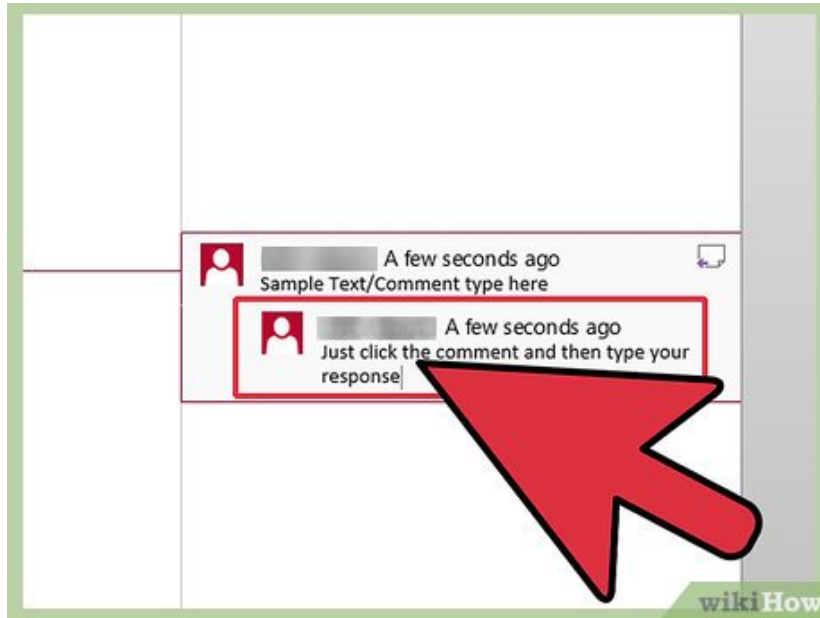 A few seconds ago
Sample Text/Comment type here
A few seconds ago
Just click the comment and then type your
response
wikiHow